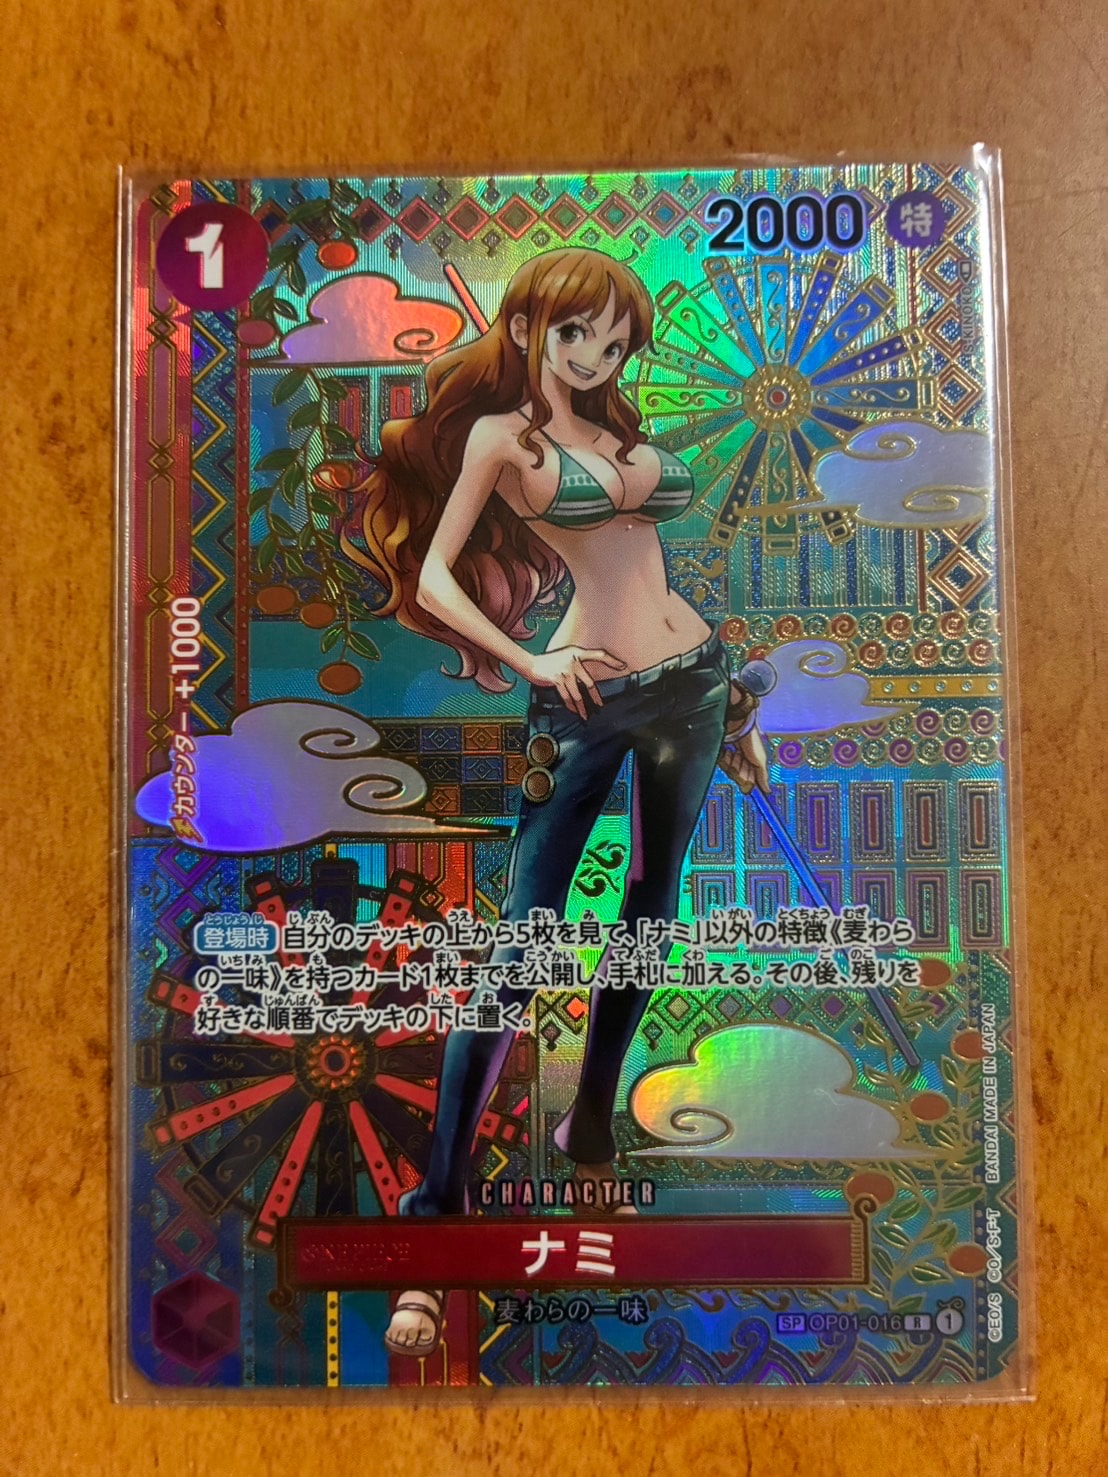 1
2000
特
カウンター +1000
登場時 自分のデッキの上から5枚を見て、「ナミ」以外の特徴《麦わら
の一味》を持つカード1枚までを公開し、手札に加える。その後、残りを
好きな順番でデッキの下に置く。
CHARACTER
ONE PIECE
ナミ
麦わらの一味
SP OP01-016 R 1
©EO/S ©O/S･F･T BANDAI MADE IN JAPAN